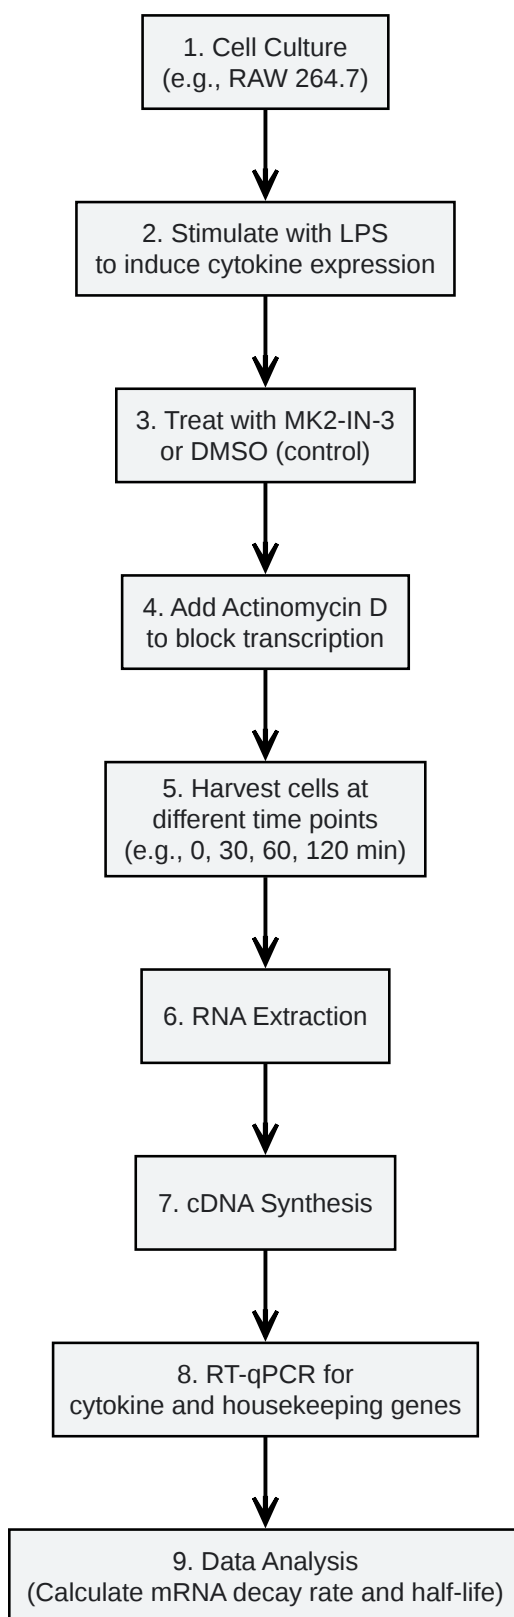 1. Cell Culture
(e.g., RAW 264.7)
2. Stimulate with LPS
to induce cytokine expression
3. Treat with MK2-IN-3
or DMSO (control)
4. Add Actinomycin D
to block transcription
5. Harvest cells at
different time points
(e.g., 0, 30, 60, 120 min)
6. RNA Extraction
7. cDNA Synthesis
8. RT-qPCR for
cytokine and housekeeping genes
9. Data Analysis
(Calculate mRNA decay rate and half-life)